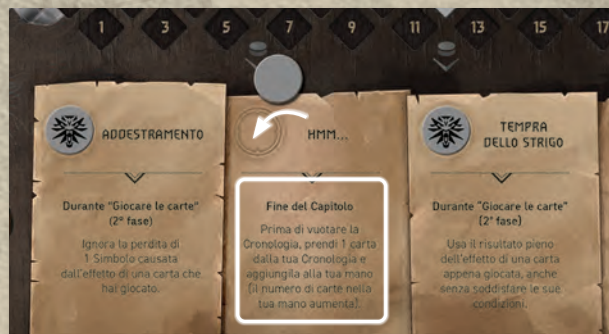 1 3 5 7 9 11 13 15 17
ADDESTRAMENTO
Durante "Giocare le carte"
(2ª fase)
Ignora la perdita di
1 Simbolo causata
dall'effetto di una carta che
hai giocato.
HMM...
Fine del Capitolo
Prima di vuotare la
Cronologia, prendi 1 carta
dalla tua Cronologia e
aggiungila alla tua mano
(il numero di carte nella
tua mano aumenta).
TEMPRA
DELLO STRIGO
Durante "Giocare le carte"
(2ª fase)
Usa il risultato pieno
dell'effetto di una carta
appena giocata, anche
senza soddisfare le sue
condizioni.